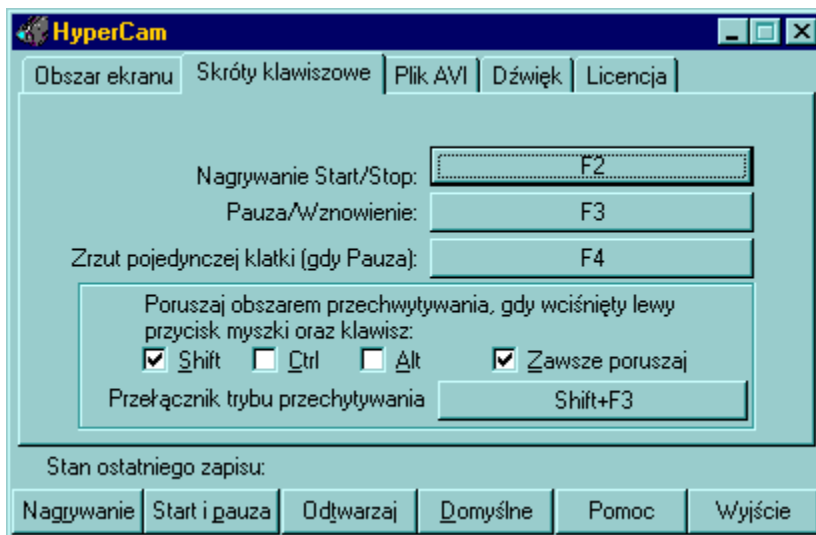 HyperCam
Obszar ekranu Skróty klawiszowe Plik AVI Dźwięk Licencja
Nagrywanie Start/Stop: F2
Pauza/Wznowienie: F3
Zrzut pojedynczej klatki (gdy Pauza): F4
Poruszaj obszarem przechwytywania, gdy wciśnięty lewy
przycisk myszki oraz klawisz:
Shift Ctrl Alt Zawsze poruszaj
Przełącznik trybu przechytywania Shift+F3
Stan ostatniego zapisu:
Nagrywanie Start i pauza Odtwarzaj Domyślne Pomoc Wyjście